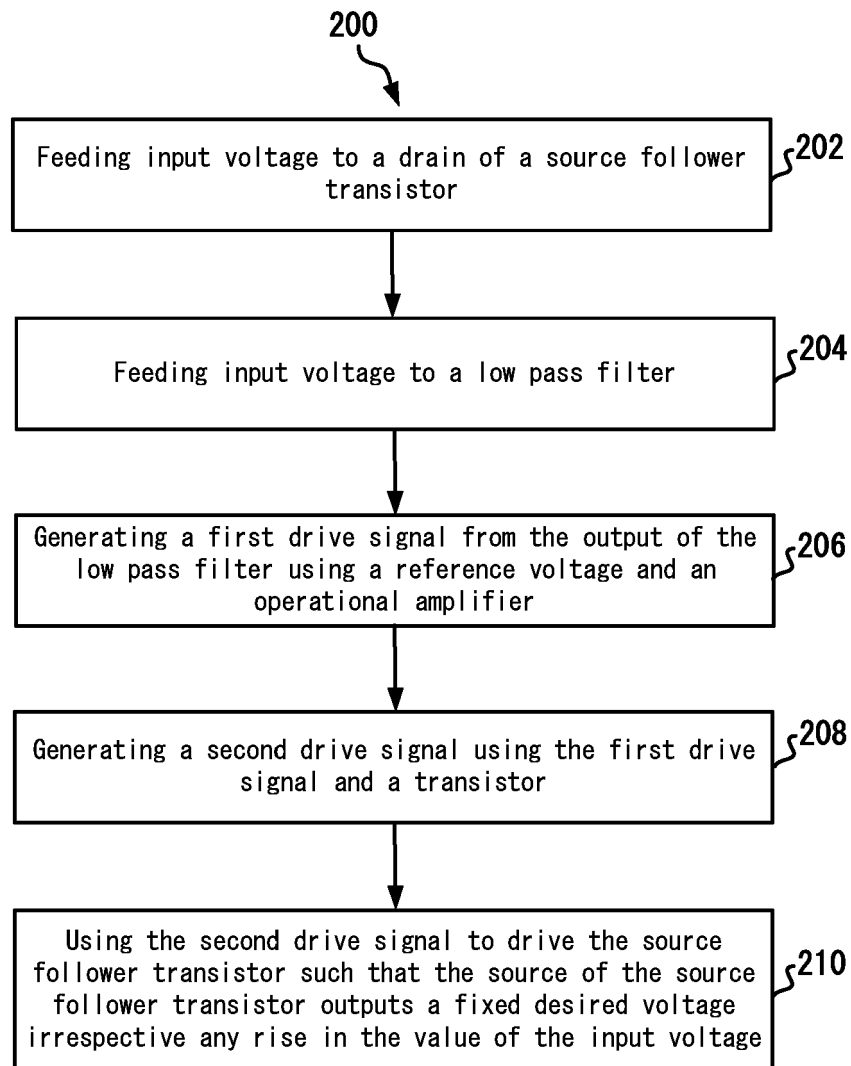 200
Feeding input voltage to a drain of a source follower
transistor
202
Feeding input voltage to a low pass filter
204
Generating a first drive signal from the output of the
low pass filter using a reference voltage and an
operational amplifier
206
Generating a second drive signal using the first drive
signal and a transistor
208
Using the second drive signal to drive the source
follower transistor such that the source of the source
follower transistor outputs a fixed desired voltage
irrespective any rise in the value of the input voltage
210